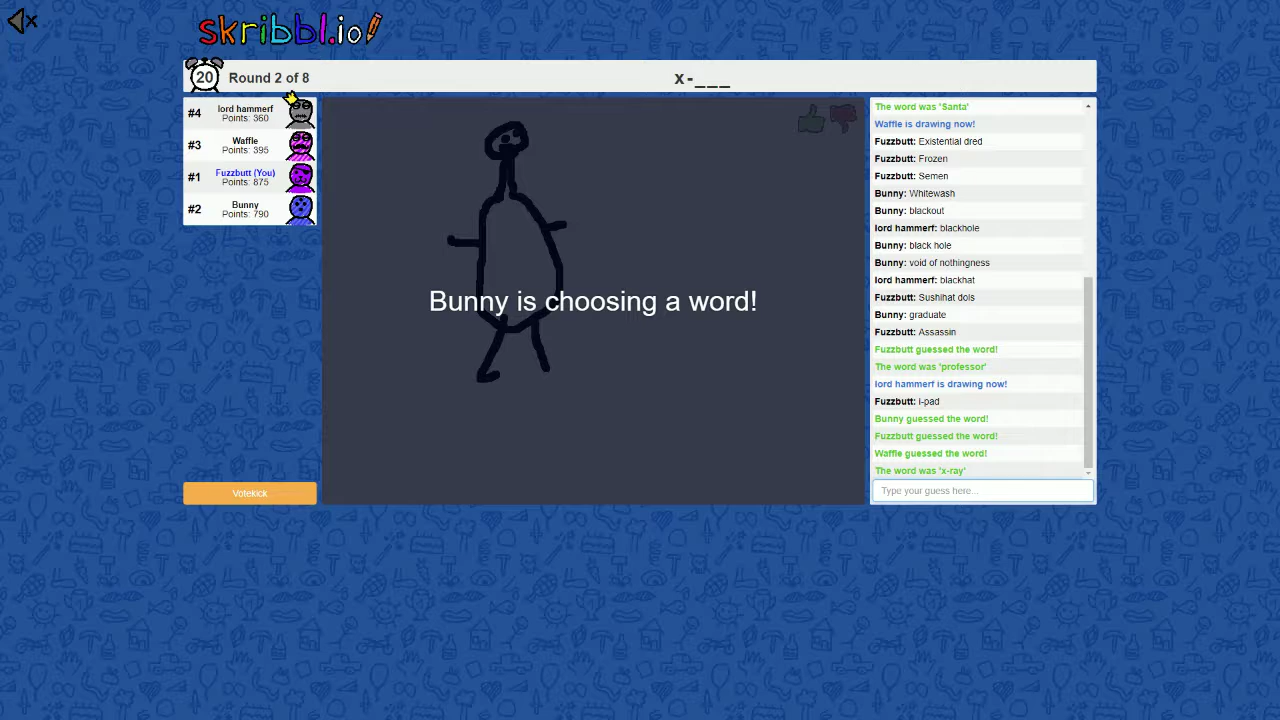 skribbl.io
20
Round 2 of 8
x-___
#4
lord hammerf
Points: 360
#3
Waffle
Points: 395
#1
Fuzzbutt (You)
Points: 875
#2
Bunny
Points: 790
Votekick
Bunny is choosing a word!
The word was 'Santa'
Waffle is drawing now!
Fuzzbutt: Existential dred
Fuzzbutt: Frozen
Fuzzbutt: Semen
Bunny: Whitewash
Bunny: blackout
lord hammerf: blackhole
Bunny: black hole
Bunny: void of nothingness
lord hammerf: blackhat
Fuzzbutt: Sushihat dois
Bunny: graduate
Fuzzbutt: Assassin
Fuzzbutt guessed the word!
The word was 'professor'
lord hammerf is drawing now!
Fuzzbutt: I-pad
Bunny guessed the word!
Fuzzbutt guessed the word!
Waffle guessed the word!
The word was 'x-ray'
Type your guess here...